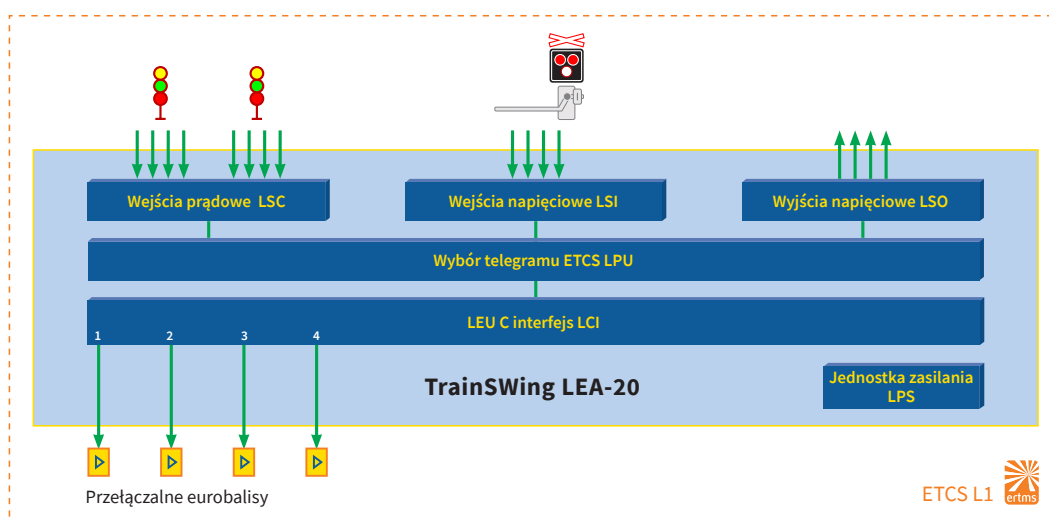 Wejścia prądowe LSC
Wejścia napięciowe LSI
Wyjścia napięciowe LSO
Wybór telegramu ETCS LPU
LEU C interfejs LCI
1
2
3
4
TrainSWing LEA-20
Jednostka zasilania
LPS
Przełączalne eurobalisy
ETCS L1
ertms